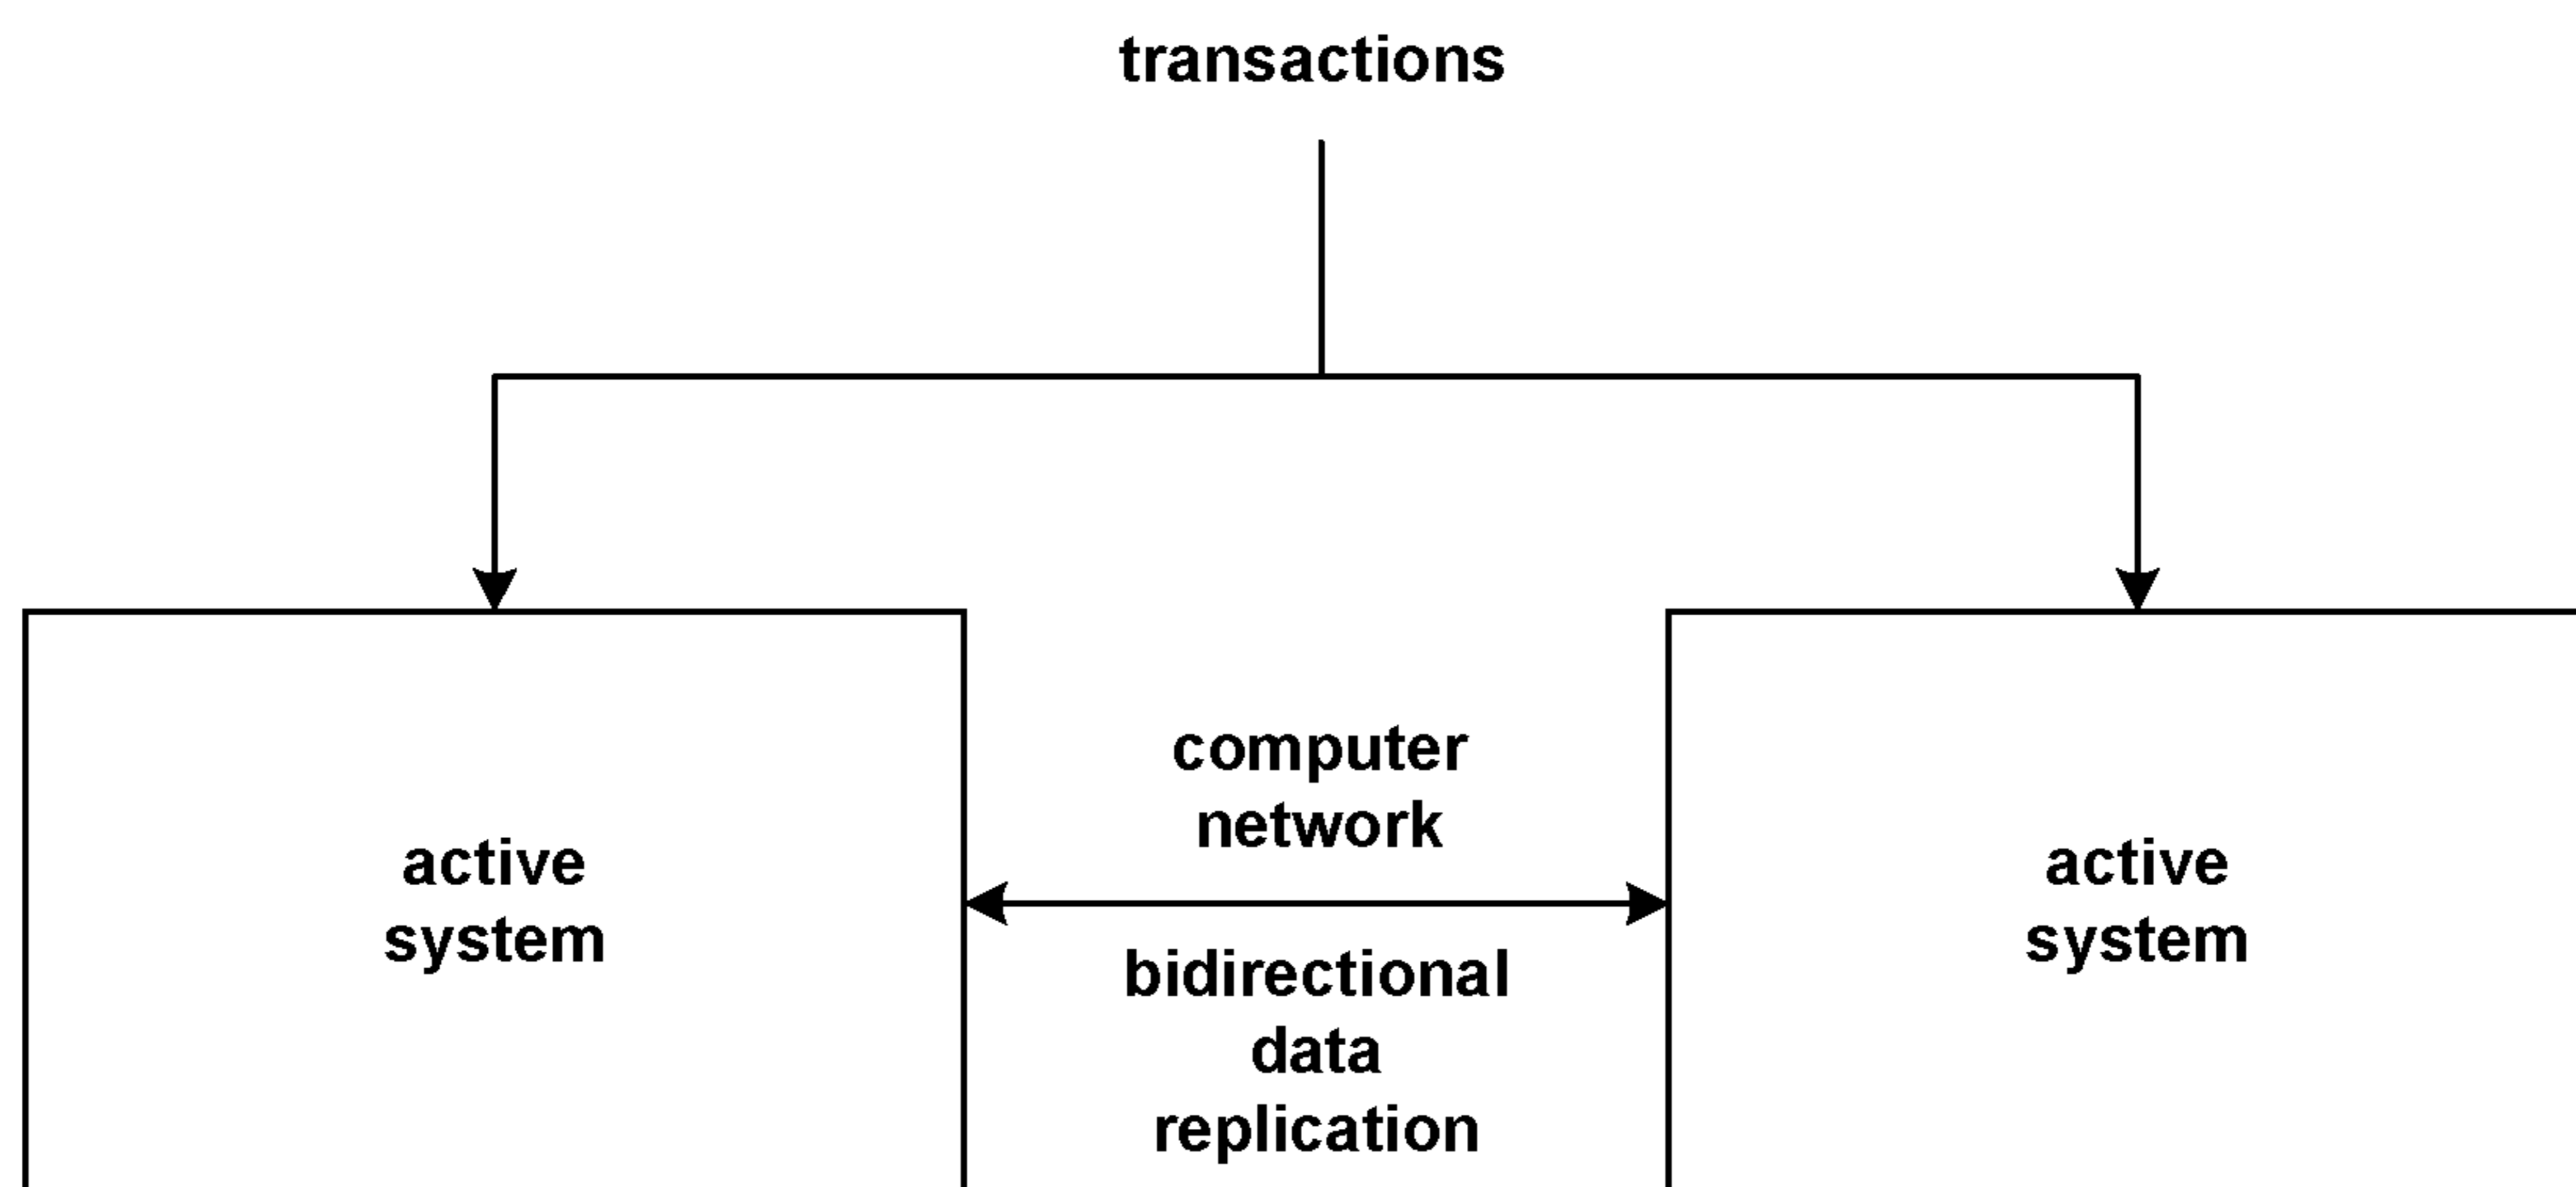 transactions
computer
network
active
system
active
system
bidirectional
data
replication